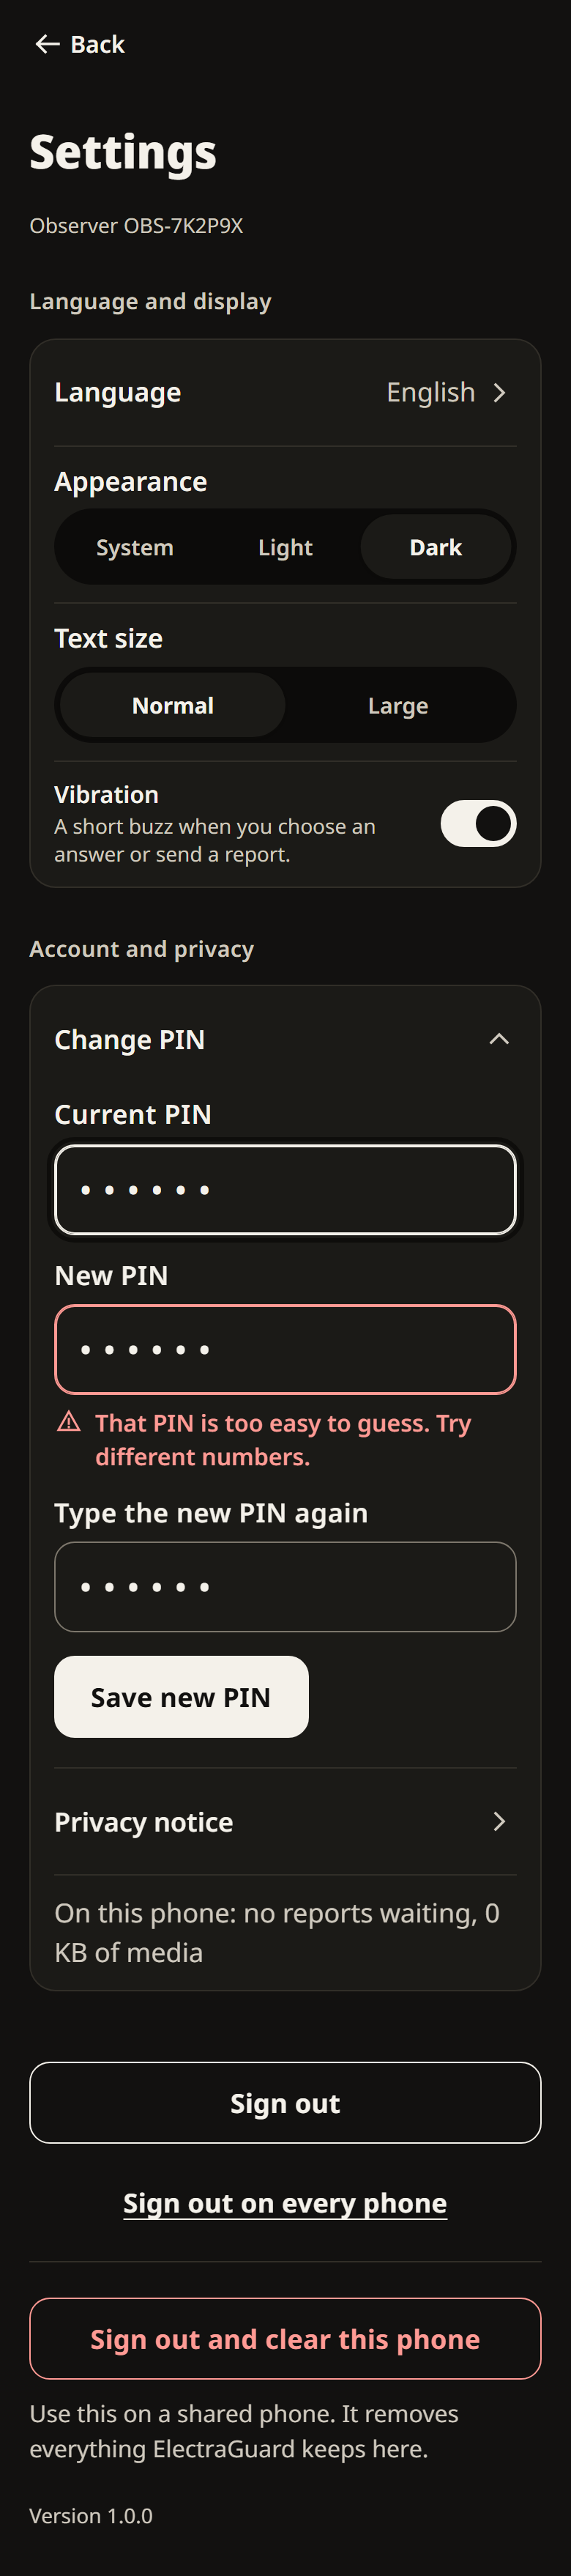 Back
Settings
Observer OBS-7K2P9X
Language and display
Language English
Appearance
System Light Dark
Text size
Normal Large
Vibration
A short buzz when you choose an
answer or send a report.
Account and privacy
Change PIN
Current PIN
••••••
New PIN
••••••
That PIN is too easy to guess. Try
different numbers.
Type the new PIN again
••••••
Save new PIN
Privacy notice
On this phone: no reports waiting, 0
KB of media
Sign out
Sign out on every phone
Sign out and clear this phone
Use this on a shared phone. It removes
everything ElectraGuard keeps here.
Version 1.0.0